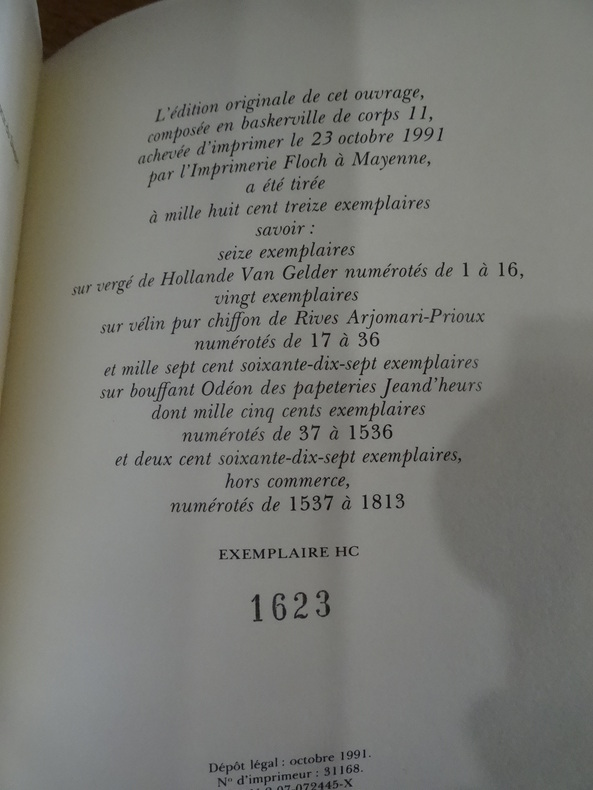 L'édition originale de cet ouvrage,
composée en baskerville de corps 11,
achevée d'imprimer le 23 octobre 1991
par l'Imprimerie Floch à Mayenne,
a été tirée
à mille huit cent treize exemplaires
savoir :
seize exemplaires
sur vergé de Hollande Van Gelder numérotés de 1 à 16,
vingt exemplaires
sur vélin pur chiffon de Rives Arjomari-Prioux
numérotés de 17 à 36
et mille sept cent soixante-dix-sept exemplaires
sur bouffant Odéon des papeteries Jeand'heurs
dont mille cinq cents exemplaires
numérotés de 37 à 1536
et deux cent soixante-dix-sept exemplaires,
hors commerce,
numérotés de 1537 à 1813
EXEMPLAIRE HC
1623
Dépôt légal : octobre 1991.
N° d'imprimeur : 31168.
07-072445-X